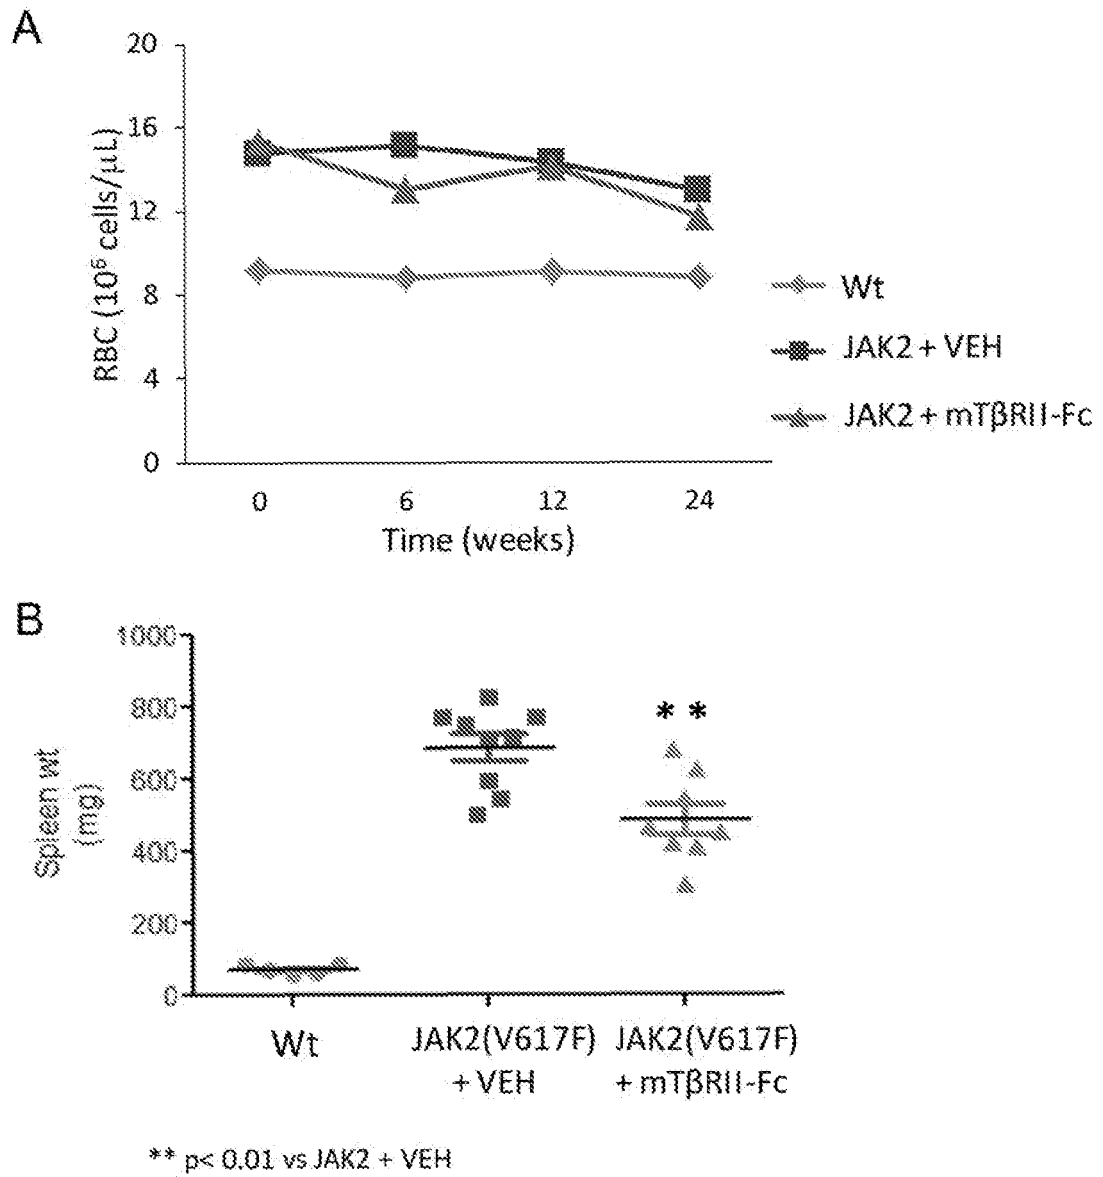 A
20
16
12
8
4
0
RBC (10⁶ cells/µL)
0 6 12 24
Time (weeks)
Wt
JAK2 + VEH
JAK2 + mTβRII-Fc
B
1000
800
600
400
200
0
Spleen wt
(mg)
**
Wt
JAK2(V617F)
+ VEH
JAK2(V617F)
+ mTβRII-Fc
** p< 0.01 vs JAK2 + VEH